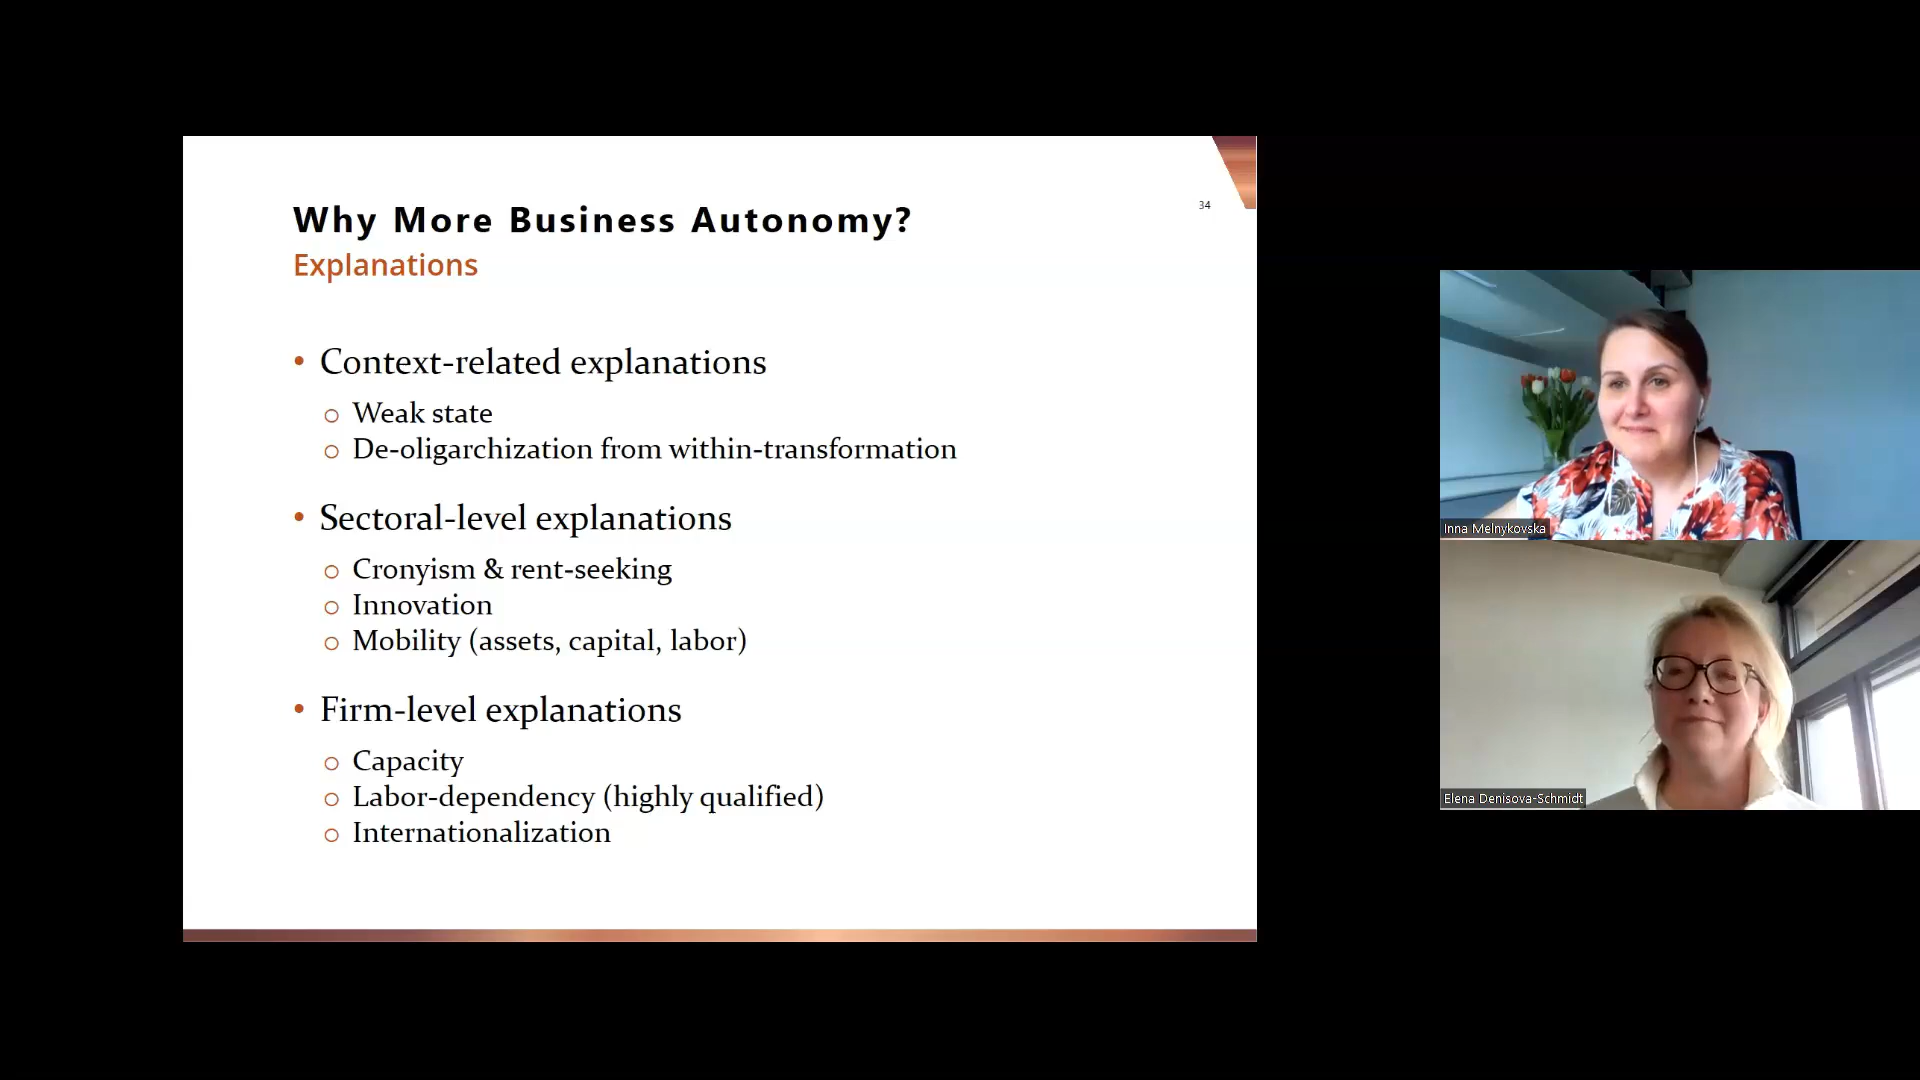 Why More Business Autonomy?
34
Explanations
• Context-related explanations
o Weak state
o De-oligarchization from within-transformation
• Sectoral-level explanations
o Cronyism & rent-seeking
o Innovation
o Mobility (assets, capital, labor)
• Firm-level explanations
o Capacity
o Labor-dependency (highly qualified)
o Internationalization
Inna Melnykovska
Elena Denisova-Schmidt